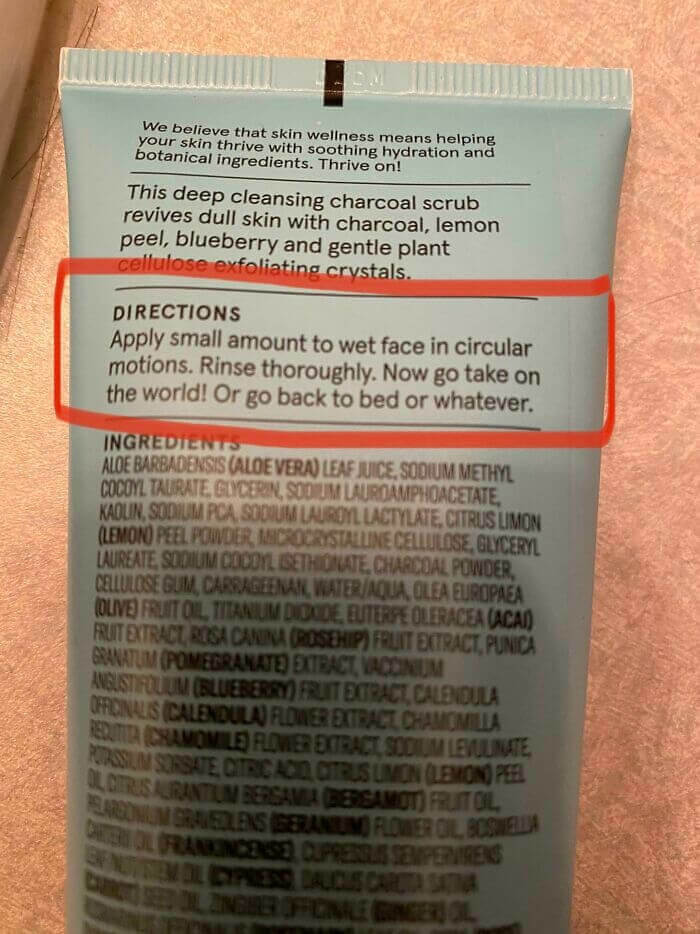 We believe that skin wellness means helping
your skin thrive with soothing hydration and
botanical ingredients. Thrive on!
This deep cleansing charcoal scrub
revives dull skin with charcoal, lemon
peel, blueberry and gentle plant
cellulose exfoliating crystals.
DIRECTIONS
Apply small amount to wet face in circular
motions. Rinse thoroughly. Now go take on
the world! Or go back to bed or whatever.
INGREDIENTS
ALOE BARBADENSIS (ALOE VERA) LEAF JUICE, SODIUM METHYL
COCOYL TAURATE, GLYCERIN, SODIUM LAUROAMPHOACETATE,
KAOLIN, SODIUM PCA, SODIUM LAUROYL LACTYLATE, CITRUS LIMON
(LEMON) PEEL POWDER, MICROCRYSTALLINE CELLULOSE, GLYCERYL
LAUREATE, SODIUM COCOYL ISETHIONATE, CHARCOAL POWDER,
CELLULOSE GUM, CARRAGEENAN, WATER/AQUA, OLEA EUROPAEA
(OLIVE) FRUIT OIL, TITANIUM DIOXIDE, EUTERPE OLERACEA (ACAI)
FRUIT EXTRACT, ROSA CANINA (ROSEHIP) FRUIT EXTRACT, PUNICA
GRANATUM (POMEGRANATE) EXTRACT, VACCINIUM
ANGUSTIFOLIUM (BLUEBERRY) FRUIT EXTRACT, CALENDULA
OFFICINALIS (CALENDULA) FLOWER EXTRACT, CHAMOMILLA
RECUTITA (CHAMOMILE) FLOWER EXTRACT, SODIUM LEVULINATE,
POTASSIUM SORBATE, CITRIC ACID, CITRUS LIMON (LEMON) PEEL
OIL, CITRUS AURANTIUM BERGAMIA (BERGAMOT) FRUIT OIL,
PELARGONIUM GRAVEOLENS (GERANIUM) FLOWER OIL, BOSWELLIA
CARTERII OIL (FRANKINCENSE), CUPRESSUS SEMPERVIRENS
LEAF/NUT/STEM OIL (CYPRESS), DAUCUS CAROTA SATIVA
(CARROT) SEED OIL, ZINGIBER OFFICINALE (GINGER) OIL,